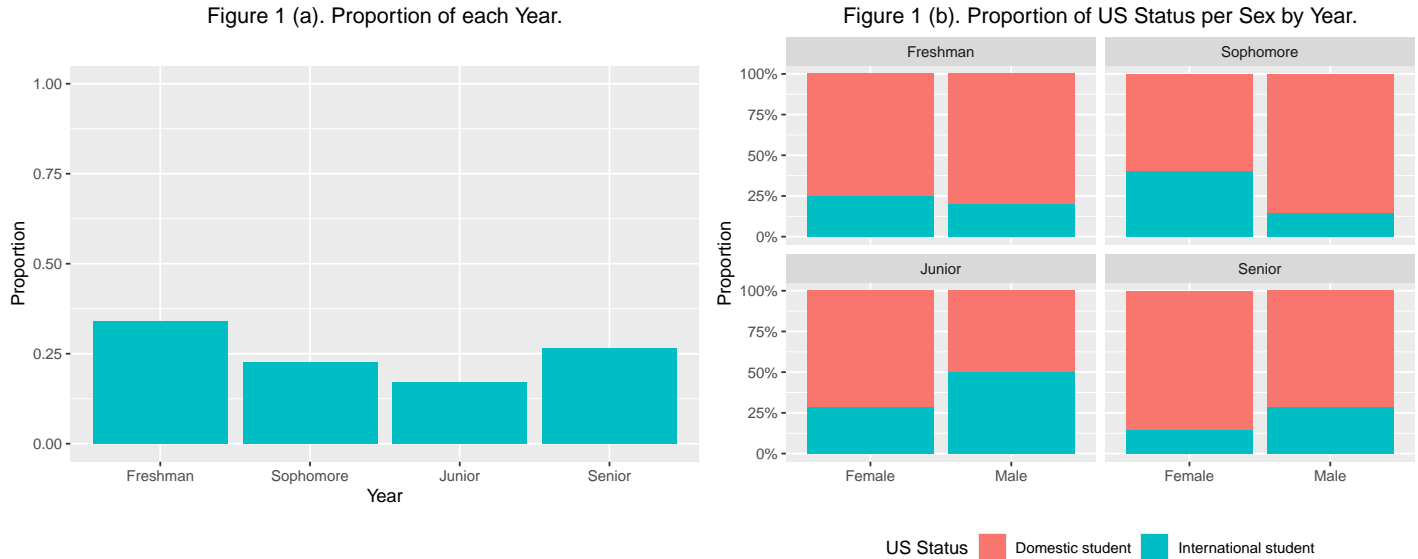 Figure 1 (a). Proportion of each Year.
1.00
0.75
0.50
0.25
0.00
Proportion
Freshman Sophomore Junior Senior
Year
Figure 1 (b). Proportion of US Status per Sex by Year.
Freshman Sophomore
100%
75%
50%
25%
0%
Junior Senior
100%
75%
50%
25%
0%
Proportion
Female Male Female Male
US Status Domestic student International student